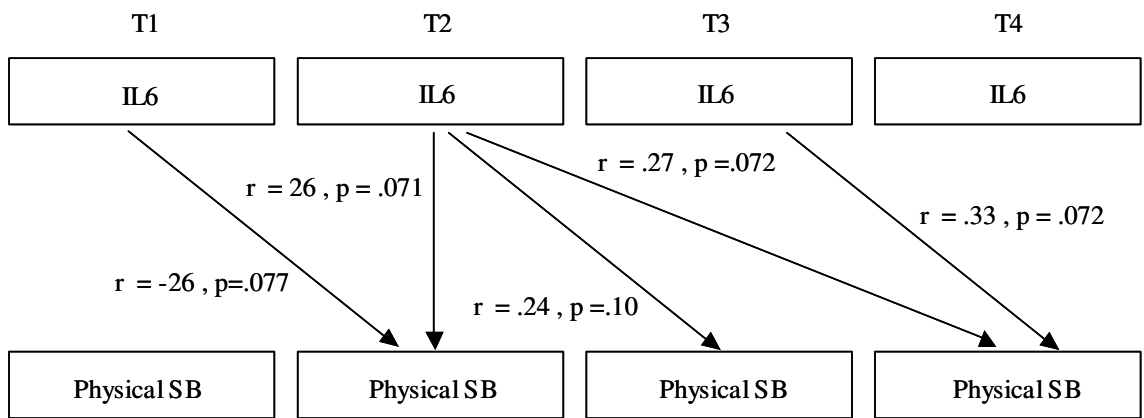 T1 T2 T3 T4
IL6 IL6 IL6 IL6
r = .27 , p = .072
r = 26 , p = .071
r = .33 , p = .072
r = -26 , p=.077
r = .24 , p =.10
Physical SB Physical SB Physical SB Physical SB